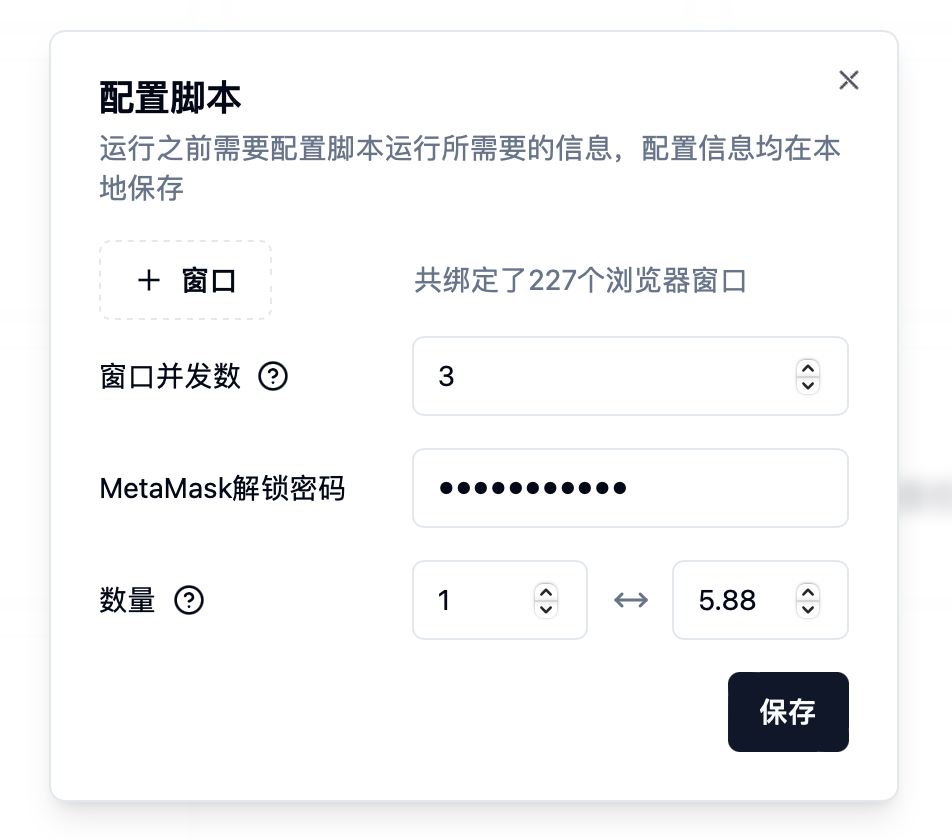 配置脚本
运行之前需要配置脚本运行所需要的信息，配置信息均在本
地保存
+ 窗口
共绑定了227个浏览器窗口
窗口并发数 ?
3
MetaMask解锁密码
•••••••••••
数量 ?
1 ↔ 5.88
保存